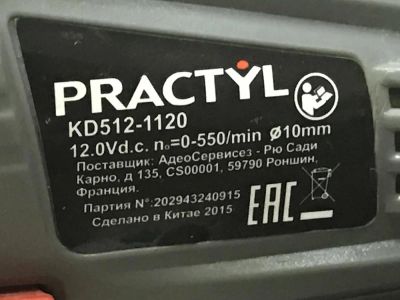 PRACTYL
KD512-1120
12.0Vd.c. n₀=0-550/min Ø10mm
Поставщик: АдеоСервисез - Рю Сади
Карно, д 135, CS00001, 59790 Роншин,
Франция.
Партия N°:202943240915
Сделано в Китае 2015
EAC